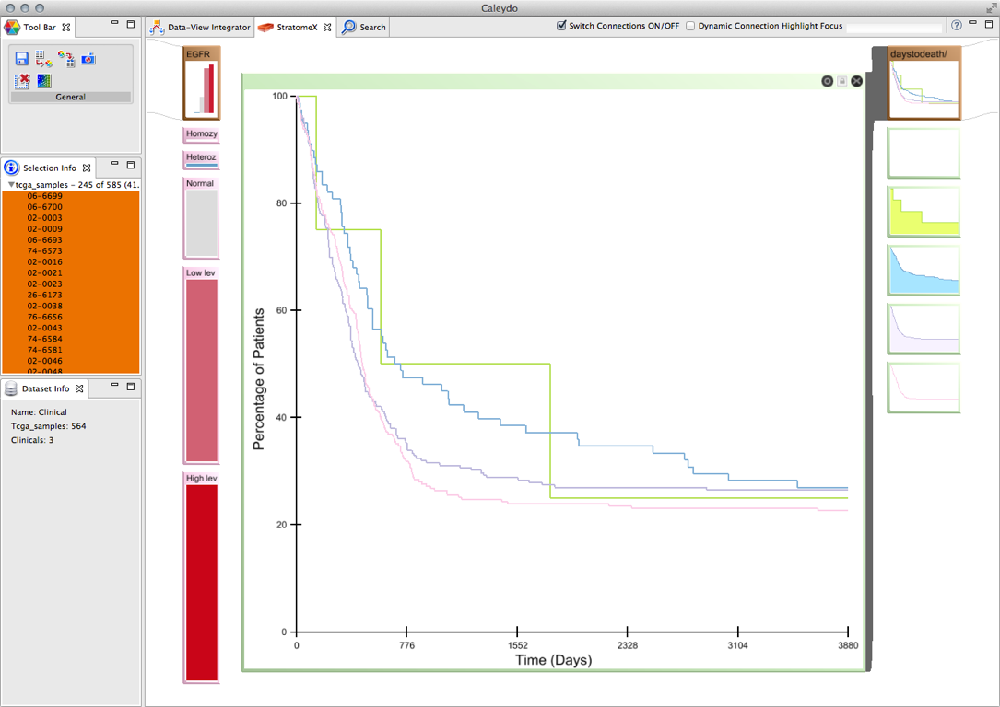 Caleydo
Tool Bar
General
Selection Info
tcga_samples - 245 of 585 (41.
06-6699
06-6700
02-0003
02-0009
06-6693
74-6573
02-0016
02-0021
02-0023
26-6173
02-0038
76-6656
02-0043
74-6584
74-6581
02-0046
02-0048
Dataset Info
Name: Clinical
Tcga_samples: 564
Clinicals: 3
Data-View Integrator StratomeX Search
Switch Connections ON/OFF Dynamic Connection Highlight Focus
EGFR
Homozy
Heteroz
Normal
Low lev
High lev
100
80
60
40
20
0
Percentage of Patients
0 776 1552 2328 3104 3880
Time (Days)
daystodeath/